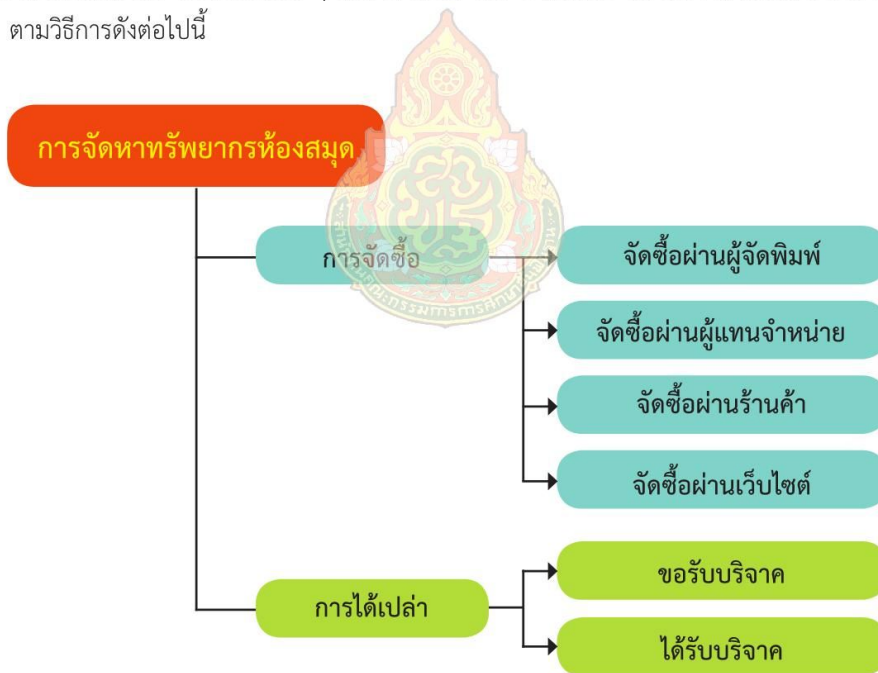 ตามวิธีการดังต่อไปนี้
การจัดหาทรัพยากรห้องสมุด
การจัดซื้อ
จัดซื้อผ่านผู้จัดพิมพ์
จัดซื้อผ่านผู้แทนจำหน่าย
จัดซื้อผ่านร้านค้า
จัดซื้อผ่านเว็บไซต์
การได้เปล่า
ขอรับบริจาค
ได้รับบริจาค